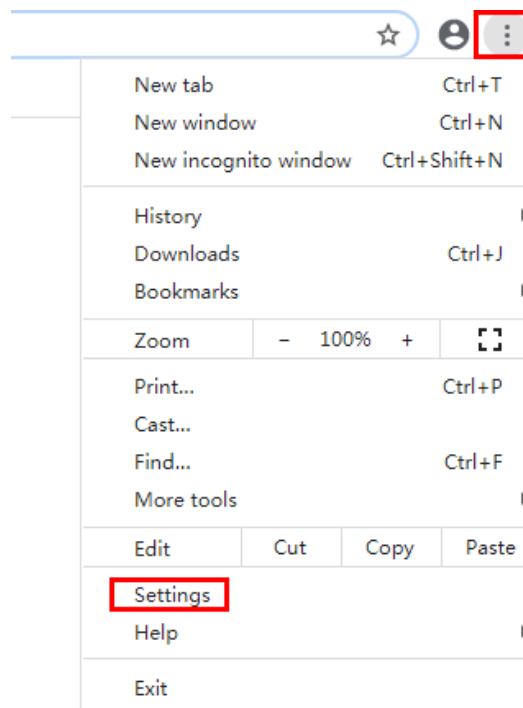 New tab Ctrl+T
New window Ctrl+N
New incognito window Ctrl+Shift+N
History
Downloads Ctrl+J
Bookmarks
Zoom - 100% +
Print... Ctrl+P
Cast...
Find... Ctrl+F
More tools
Edit Cut Copy Paste
Settings
Help
Exit